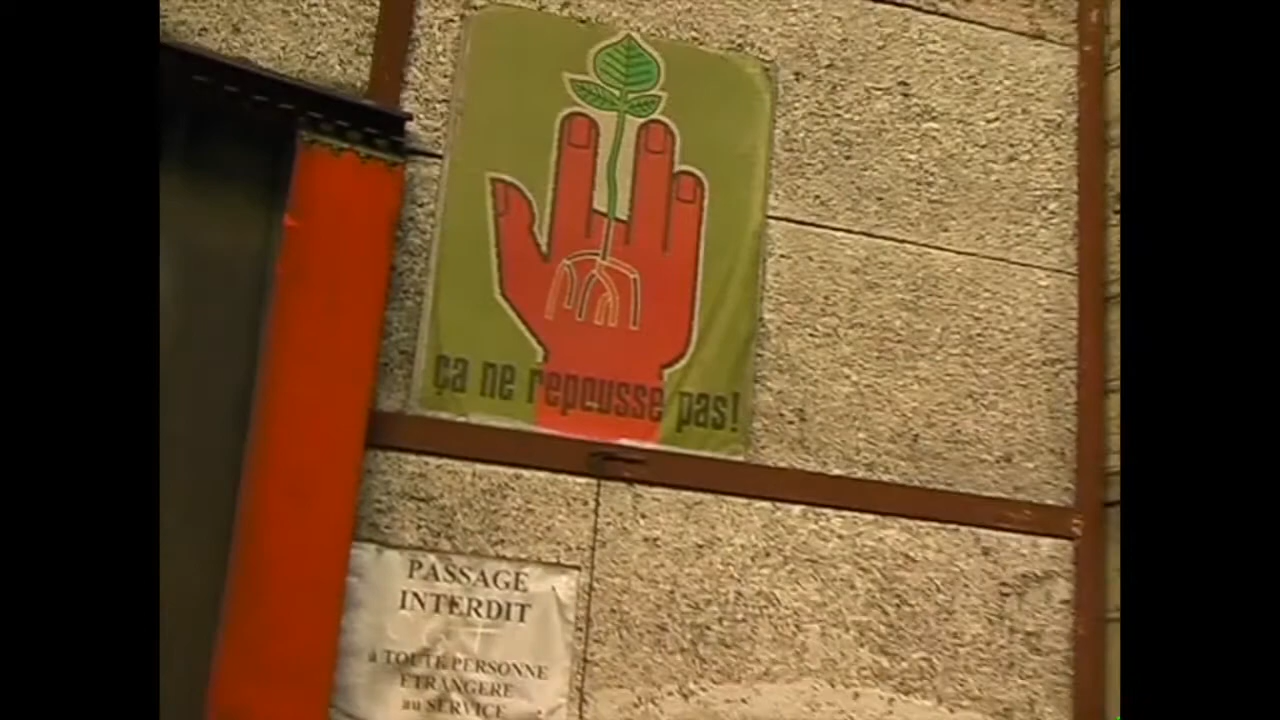 ça ne repousse pas!
PASSAGE
INTERDIT
à TOUTE PERSONNE
ETRANGERE
au SERVICE